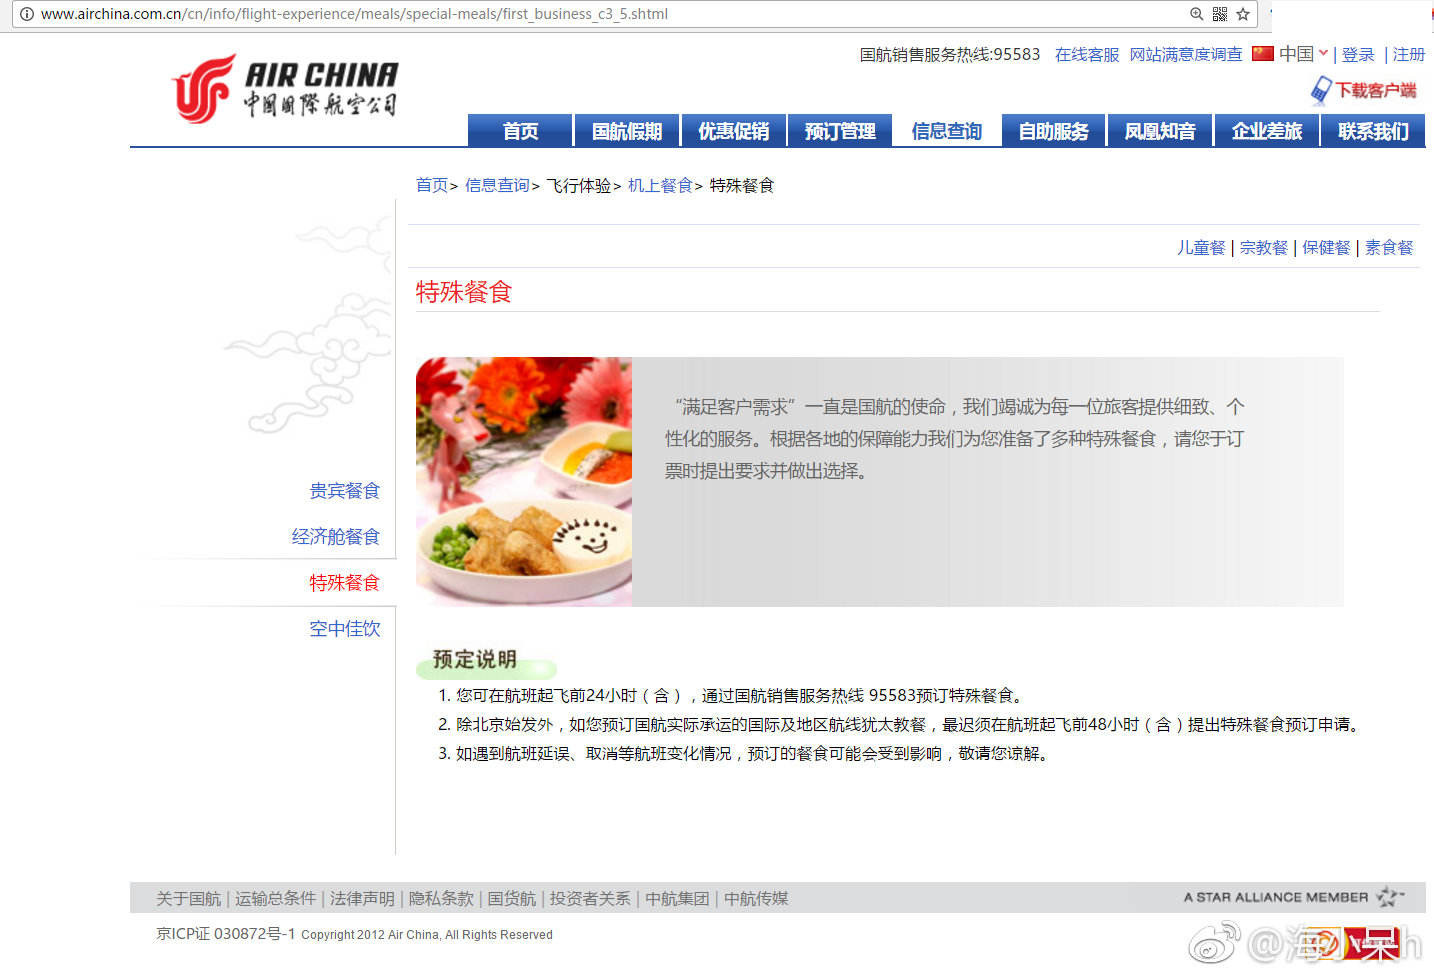 www.airchina.com.cn/cn/info/flight-experience/meals/special-meals/first_business_c3_5.shtml
国航销售服务热线:95583 在线客服 网站满意度调查 中国 | 登录 | 注册
AIR CHINA
中国国際航空公司
下载客户端
首页 国航假期 优惠促销 预订管理 信息查询 自助服务 凤凰知音 企业差旅 联系我们
首页> 信息查询> 飞行体验> 机上餐食> 特殊餐食
儿童餐 | 宗教餐 | 保健餐 | 素食餐
特殊餐食
“满足客户需求”一直是国航的使命，我们竭诚为每一位旅客提供细致、个
性化的服务。根据各地的保障能力我们为您准备了多种特殊餐食，请您于订
票时提出要求并做出选择。
贵宾餐食
经济舱餐食
特殊餐食
空中佳饮
预定说明
1. 您可在航班起飞前24小时（含），通过国航销售服务热线 95583预订特殊餐食。
2. 除北京始发外，如您预订国航实际承运的国际及地区航线犹太教餐，最迟须在航班起飞前48小时（含）提出特殊餐食预订申请。
3. 如遇到航班延误、取消等航班变化情况，预订的餐食可能会受到影响，敬请您谅解。
关于国航 | 运输总条件 | 法律声明 | 隐私条款 | 国货航 | 投资者关系 | 中航集团 | 中航传媒
A STAR ALLIANCE MEMBER
京ICP证 030872号-1 Copyright 2012 Air China, All Rights Reserved
@海小呆h